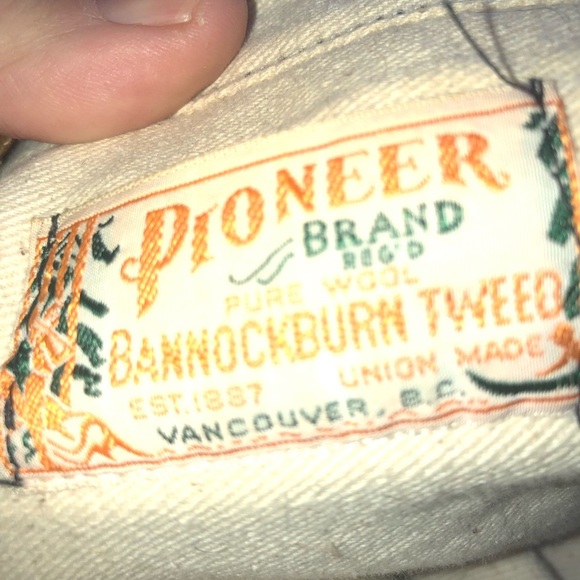 PIONEER
BRAND
REG'D
PURE WOOL
BANNOCKBURN TWEED
EST. 1887 UNION MADE
VANCOUVER, B.C.